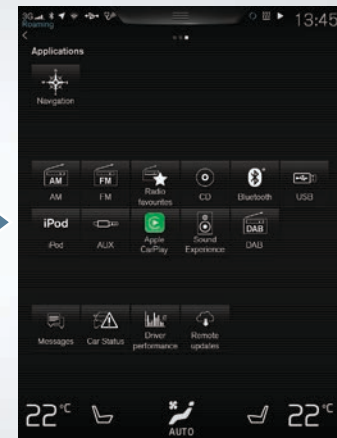 3G
Roaming
13:45
Applications
Navigation
AM FM
AM FM Radio favourites CD Bluetooth USB
iPod DAB
iPod AUX Apple CarPlay Sound Experience DAB
Messages Car Status Driver performance Remote updates
22°C 22°C
AUTO